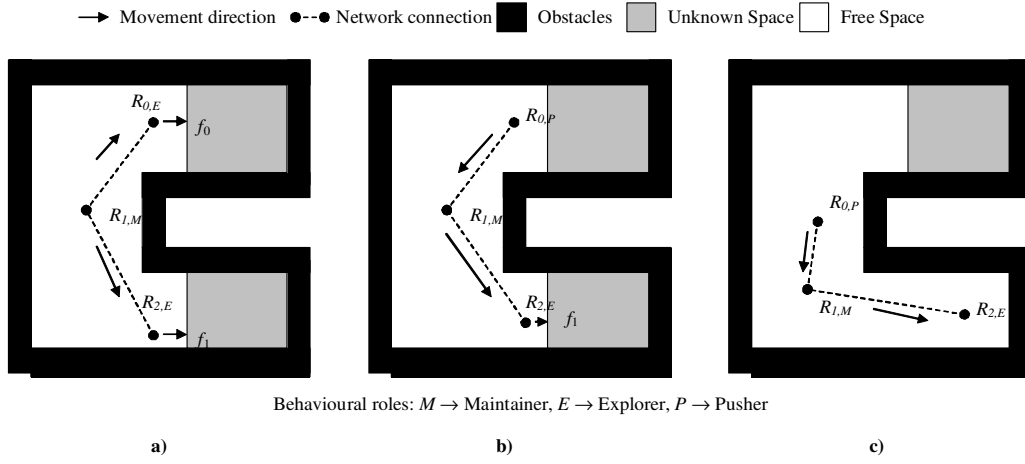 Movement direction Network connection Obstacles Unknown Space Free Space
R0,E
f0
R1,M
R2,E
f1
R0,P
R1,M
R2,E
f1
R0,P
R1,M
R2,E
Behavioural roles: M → Maintainer, E → Explorer, P → Pusher
a) b) c)